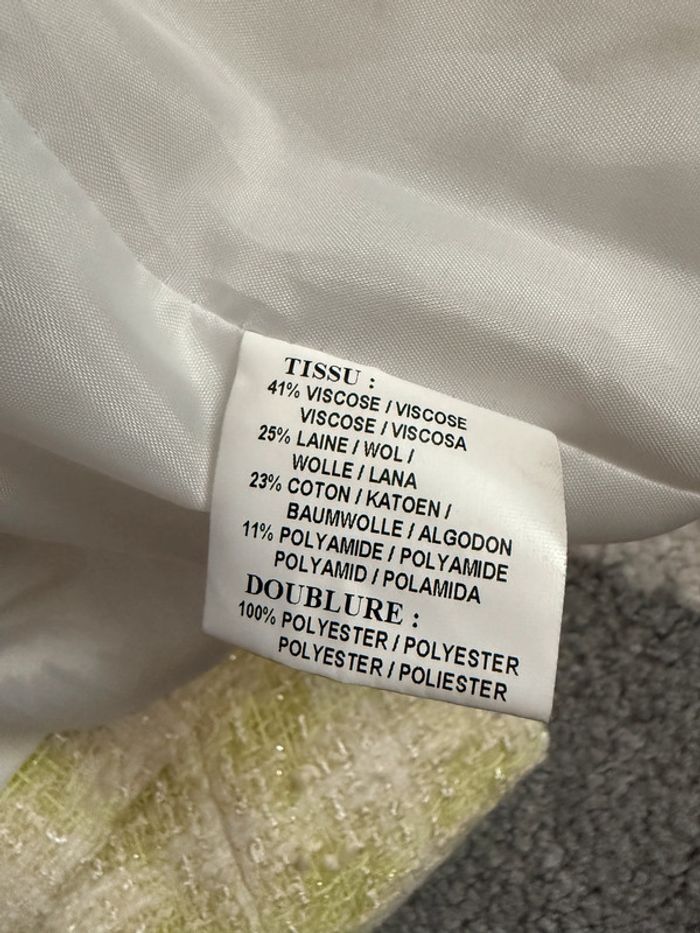 TISSU :
41% VISCOSE / VISCOSE
VISCOSE / VISCOSA
25% LAINE / WOL /
WOLLE / LANA
23% COTON / KATOEN /
BAUMWOLLE / ALGODON
11% POLYAMIDE / POLYAMIDE
POLYAMID / POLAMIDA
DOUBLURE :
100% POLYESTER / POLYESTER
POLYESTER / POLIESTER